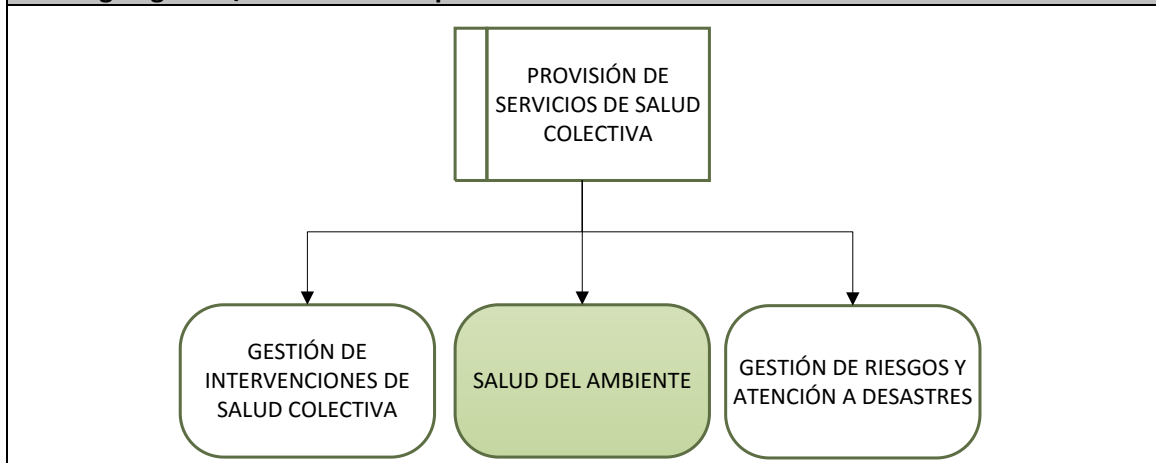 PROVISIÓN DE
SERVICIOS DE SALUD
COLECTIVA
GESTIÓN DE
INTERVENCIONES DE
SALUD COLECTIVA
SALUD DEL AMBIENTE
GESTIÓN DE RIESGOS Y
ATENCIÓN A DESASTRES